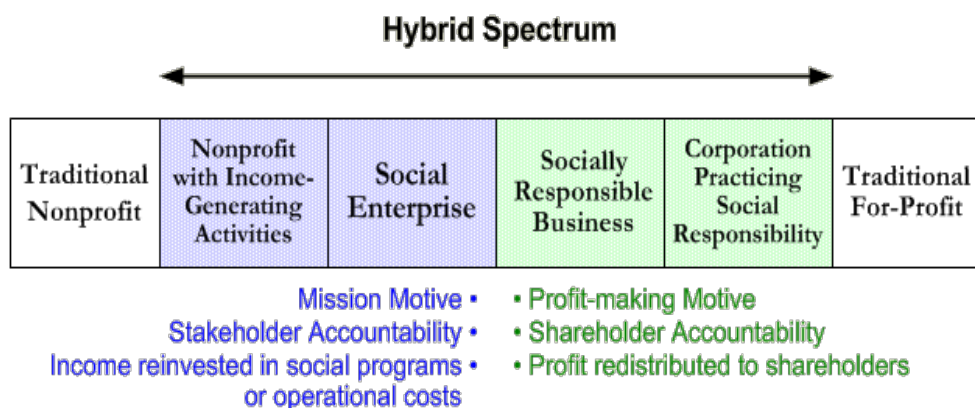 Hybrid Spectrum
Traditional
Nonprofit
Nonprofit
with Income-
Generating
Activities
Social
Enterprise
Socially
Responsible
Business
Corporation
Practicing
Social
Responsibility
Traditional
For-Profit
Mission Motive •
Stakeholder Accountability •
Income reinvested in social programs •
or operational costs
• Profit-making Motive
• Shareholder Accountability
• Profit redistributed to shareholders